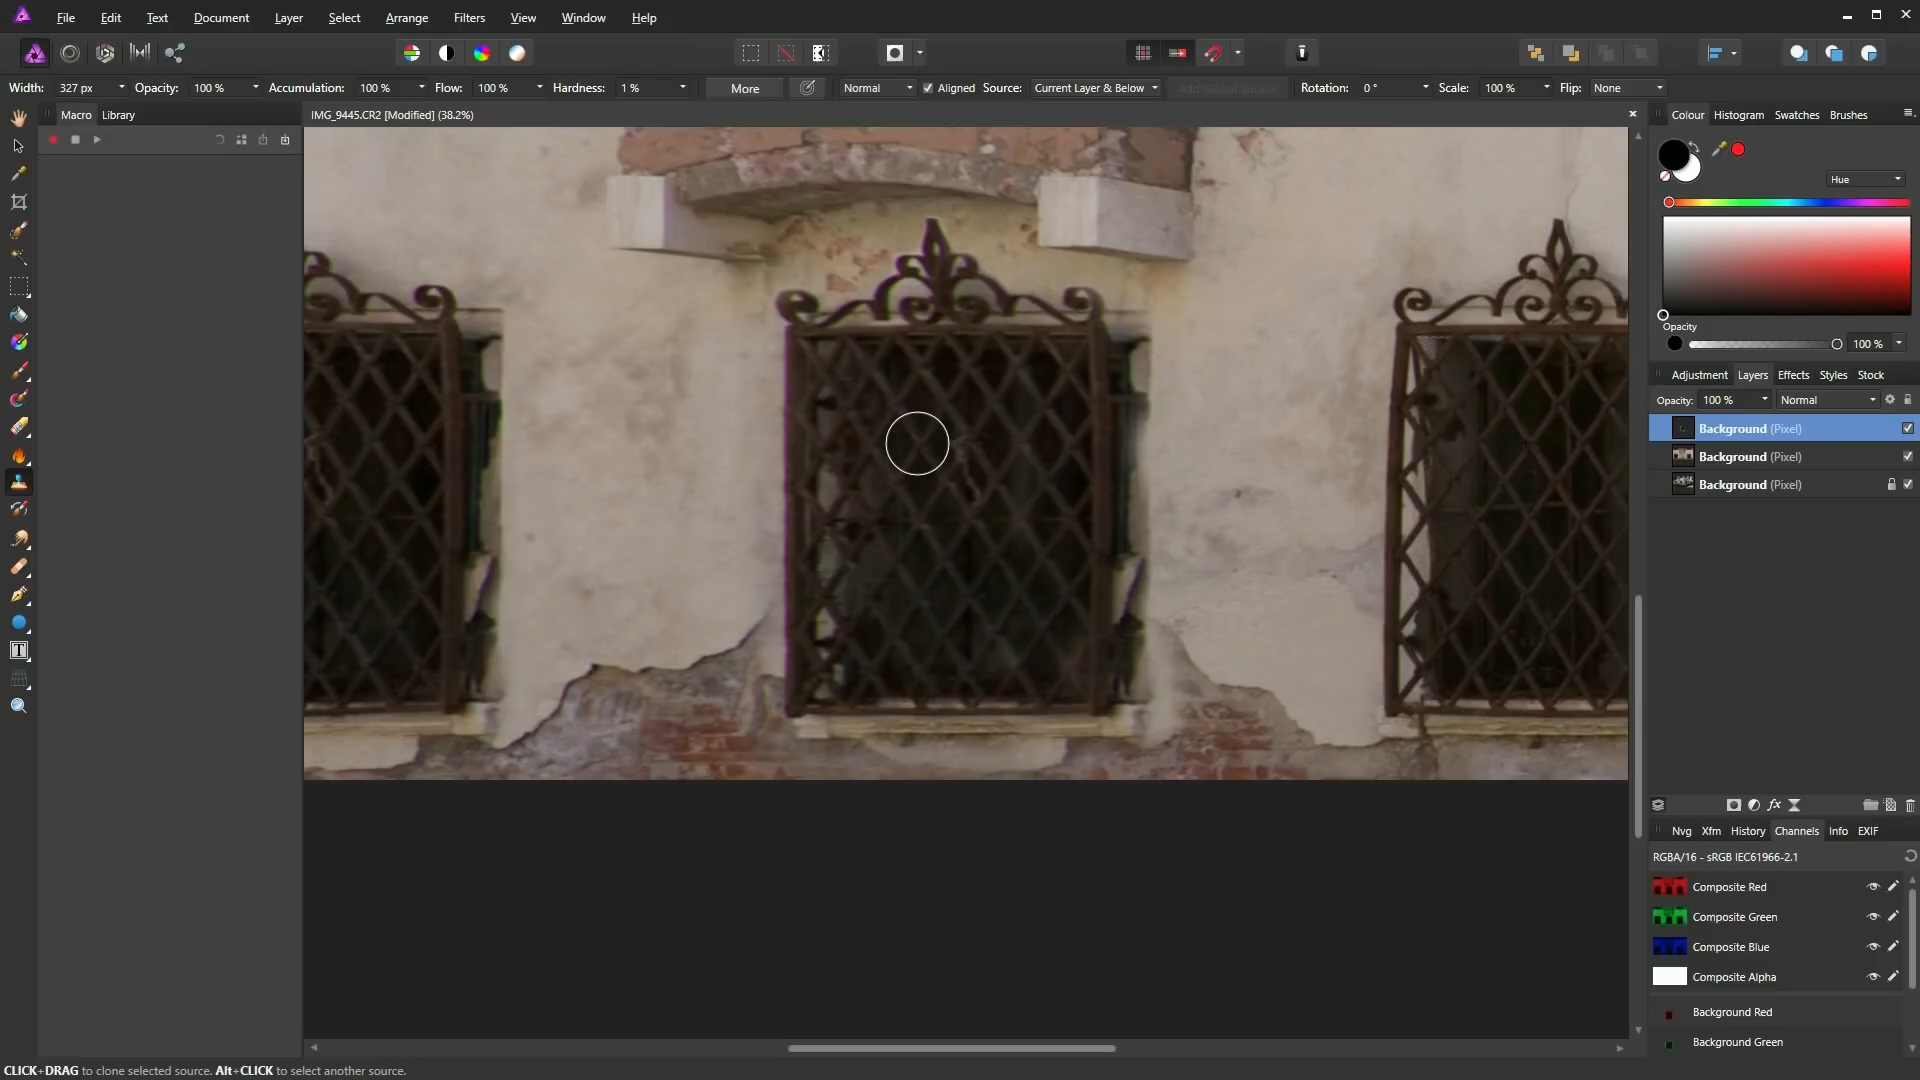 File Edit Text Document Layer Select Arrange Filters View Window Help
Width: 327 px Opacity: 100 % Accumulation: 100 % Flow: 100 % Hardness: 1 % More Normal Aligned Source: Current Layer & Below Add Global Source Rotation: 0 ° Scale: 100 % Flip: None
Macro Library
IMG_9445.CR2 [Modified] (38.2%)
Colour Histogram Swatches Brushes
Hue
Opacity
100 %
Adjustment Layers Effects Styles Stock
Opacity: 100 % Normal
Background (Pixel)
Background (Pixel)
Background (Pixel)
fx
Nvg Xfm History Channels Info EXIF
RGBA/16 - sRGB IEC61966-2.1
Composite Red
Composite Green
Composite Blue
Composite Alpha
Background Red
Background Green
T
CLICK+DRAG to clone selected source. Alt+CLICK to select another source.